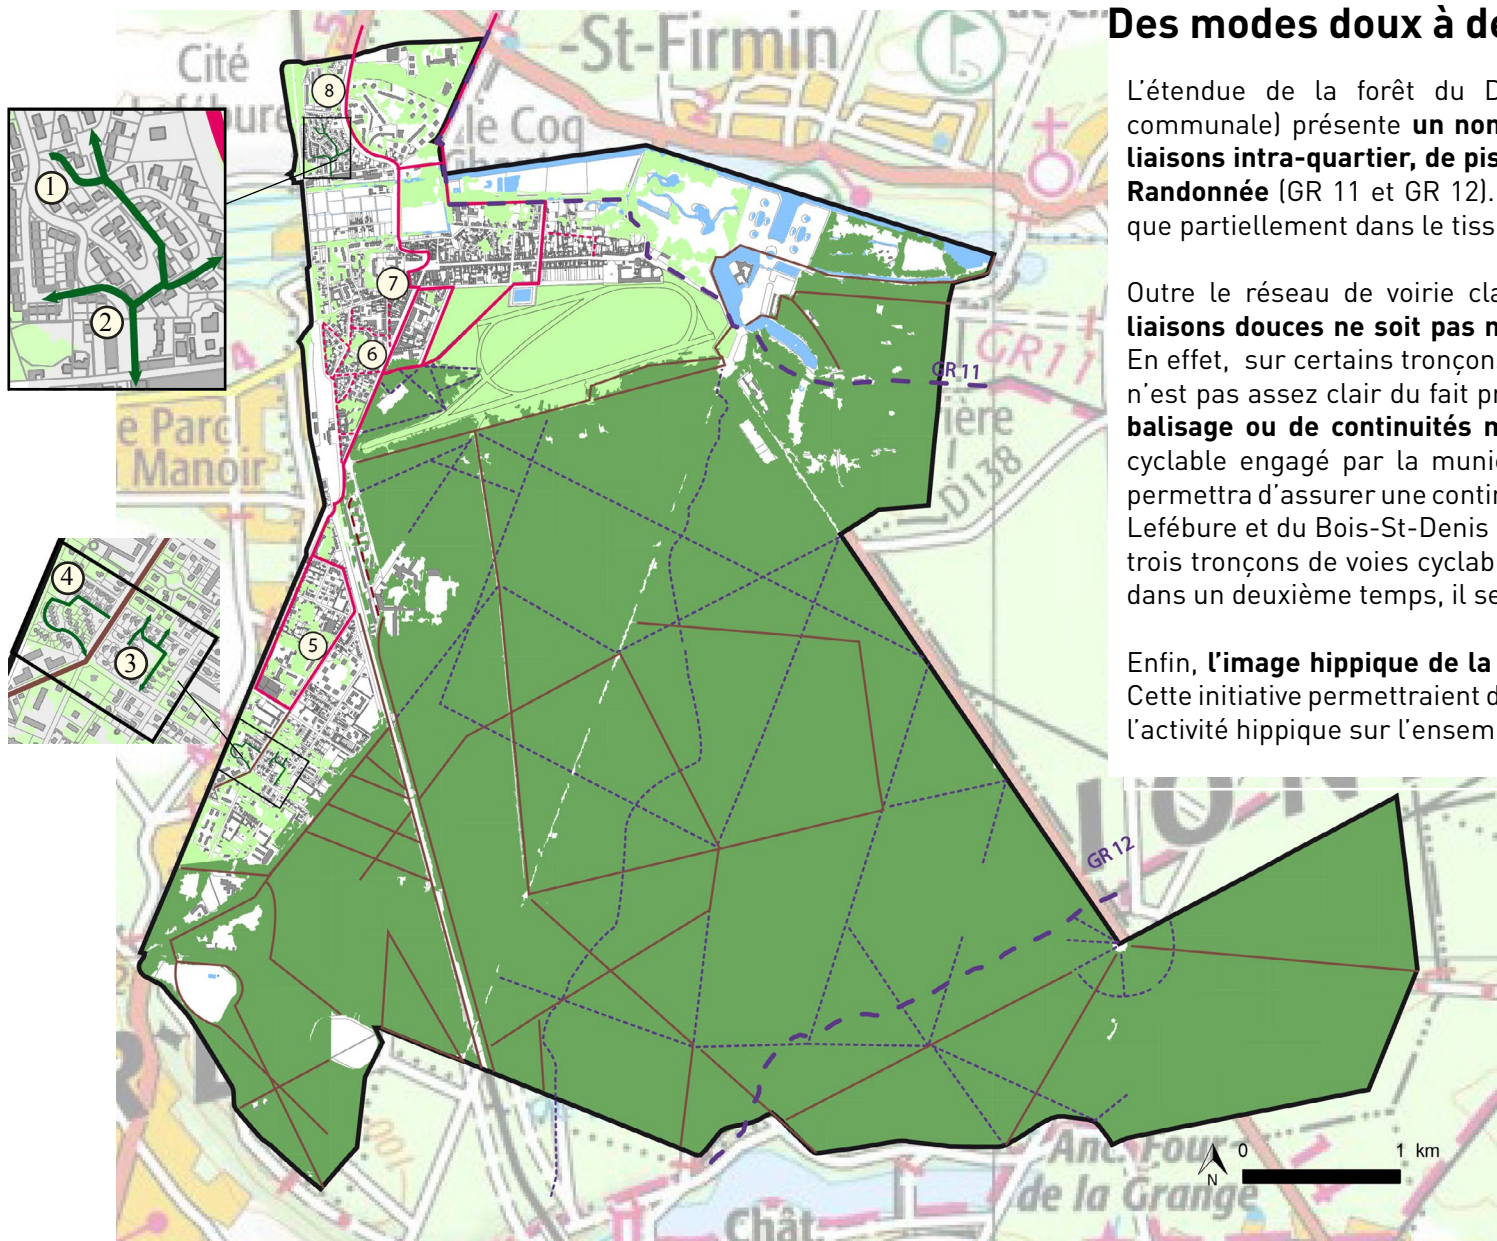 Des modes doux à de
L’étendue de la forêt du D
communale) présente un non
liaisons intra-quartier, de pis
Randonnée (GR 11 et GR 12).
que partiellement dans le tiss
Outre le réseau de voirie cla
liaisons douces ne soit pas n
En effet, sur certains tronçon
n’est pas assez clair du fait pr
balisage ou de continuités n
cyclable engagé par la munic
permettra d’assurer une contin
Lefébure et du Bois-St-Denis
trois tronçons de voies cyclab
dans un deuxième temps, il se
Enfin, l’image hippique de la
Cette initiative permettraient d
l’activité hippique sur l’ensem
Cité
-St-Firmin
le Coq
8
1
2
7
6
4
3
5
2
4
e Parc
Manoir
GR 11
GR11
ière
D138
GR 12
Anc. Four
de la Grange
Chât.
100
N
0
1 km